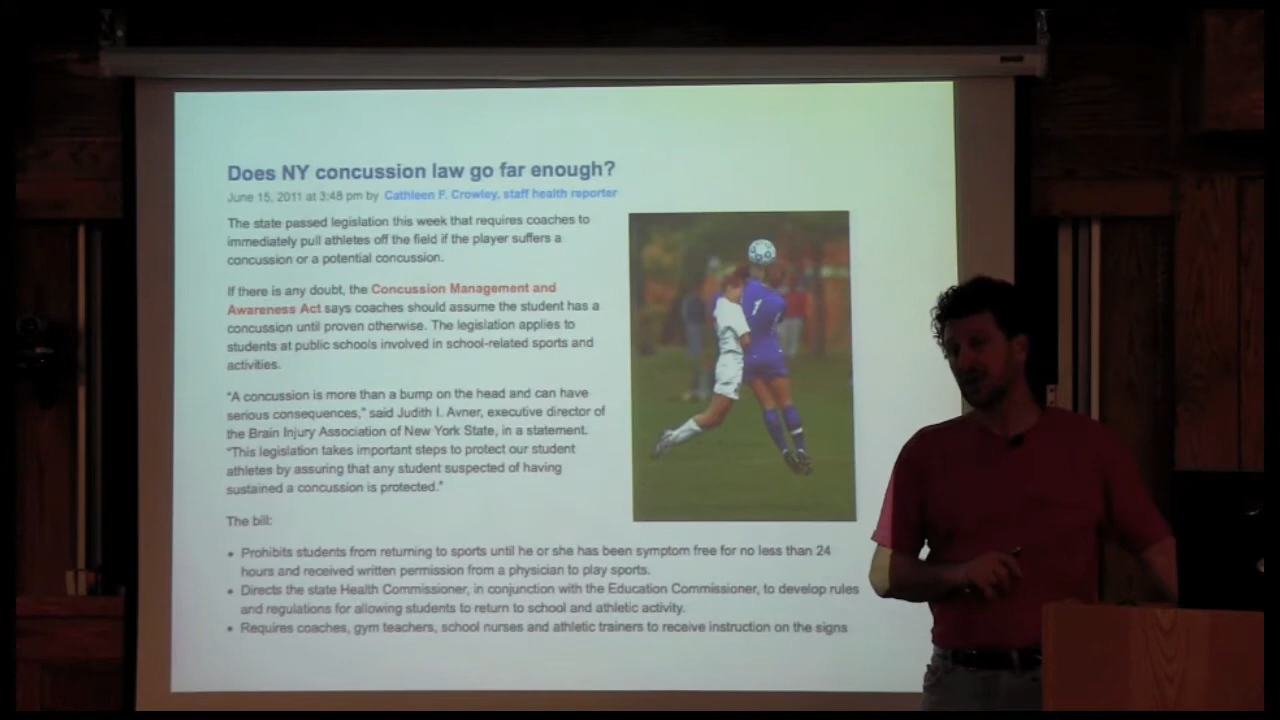 Does NY concussion law go far enough?
June 15, 2011 at 3:48 pm by Cathleen F. Crowley, staff health reporter
The state passed legislation this week that requires coaches to
immediately pull athletes off the field if the player suffers a
concussion or a potential concussion.
If there is any doubt, the Concussion Management and
Awareness Act says coaches should assume the student has a
concussion until proven otherwise. The legislation applies to
students at public schools involved in school-related sports and
activities.
“A concussion is more than a bump on the head and can have
serious consequences,” said Judith I. Avner, executive director of
the Brain Injury Association of New York State, in a statement.
“This legislation takes important steps to protect our student
athletes by assuring that any student suspected of having
sustained a concussion is protected.”
The bill:
• Prohibits students from returning to sports until he or she has been symptom free for no less than 24
hours and received written permission from a physician to play sports.
• Directs the state Health Commissioner, in conjunction with the Education Commissioner, to develop rules
and regulations for allowing students to return to school and athletic activity.
• Requires coaches, gym teachers, school nurses and athletic trainers to receive instruction on the signs
1